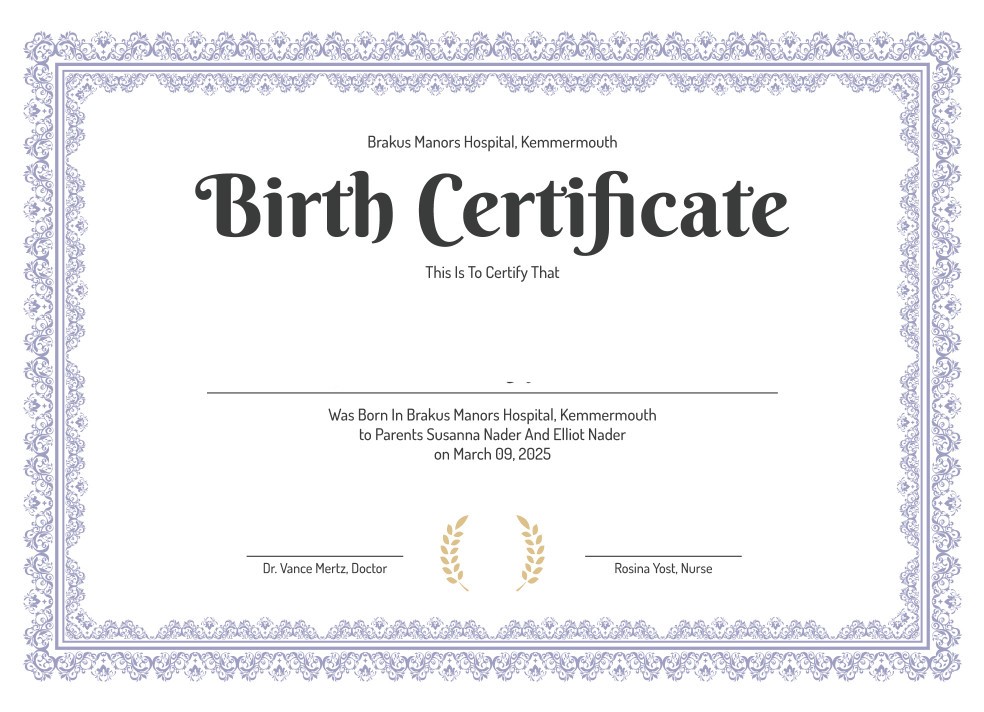 Brakus Manors Hospital, Kemmermouth
Birth Certificate
This Is To Certify That
Was Born In Brakus Manors Hospital, Kemmermouth
to Parents Susanna Nader And Elliot Nader
on March 09, 2025
Dr. Vance Mertz, Doctor
Rosina Yost, Nurse